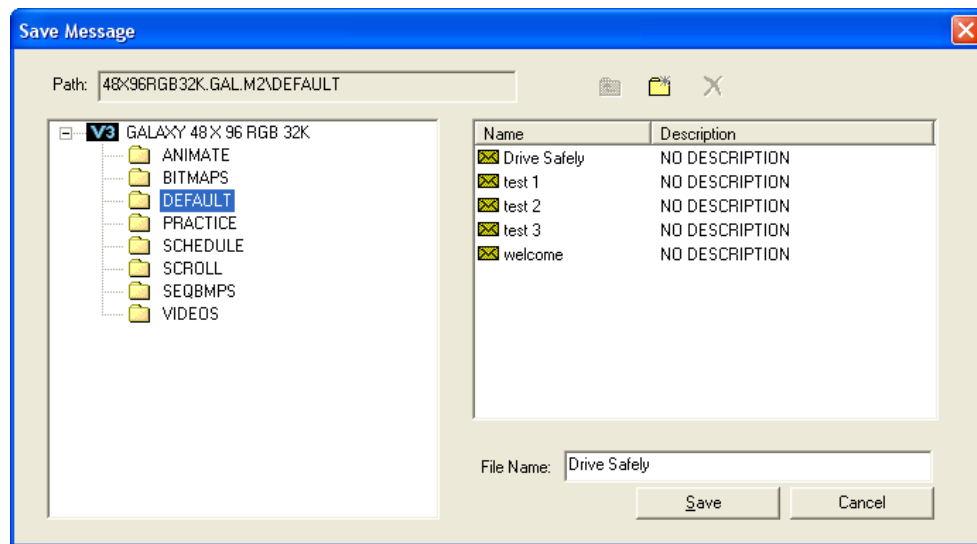 Save Message
Path: 48X96RGB32K.GAL.M2\DEFAULT
V3 GALAXY 48 X 96 RGB 32K
ANIMATE
BITMAPS
DEFAULT
PRACTICE
SCHEDULE
SCROLL
SEQBMPS
VIDEOS
Name Description
Drive Safely NO DESCRIPTION
test 1 NO DESCRIPTION
test 2 NO DESCRIPTION
test 3 NO DESCRIPTION
welcome NO DESCRIPTION
File Name: Drive Safely
Save Cancel